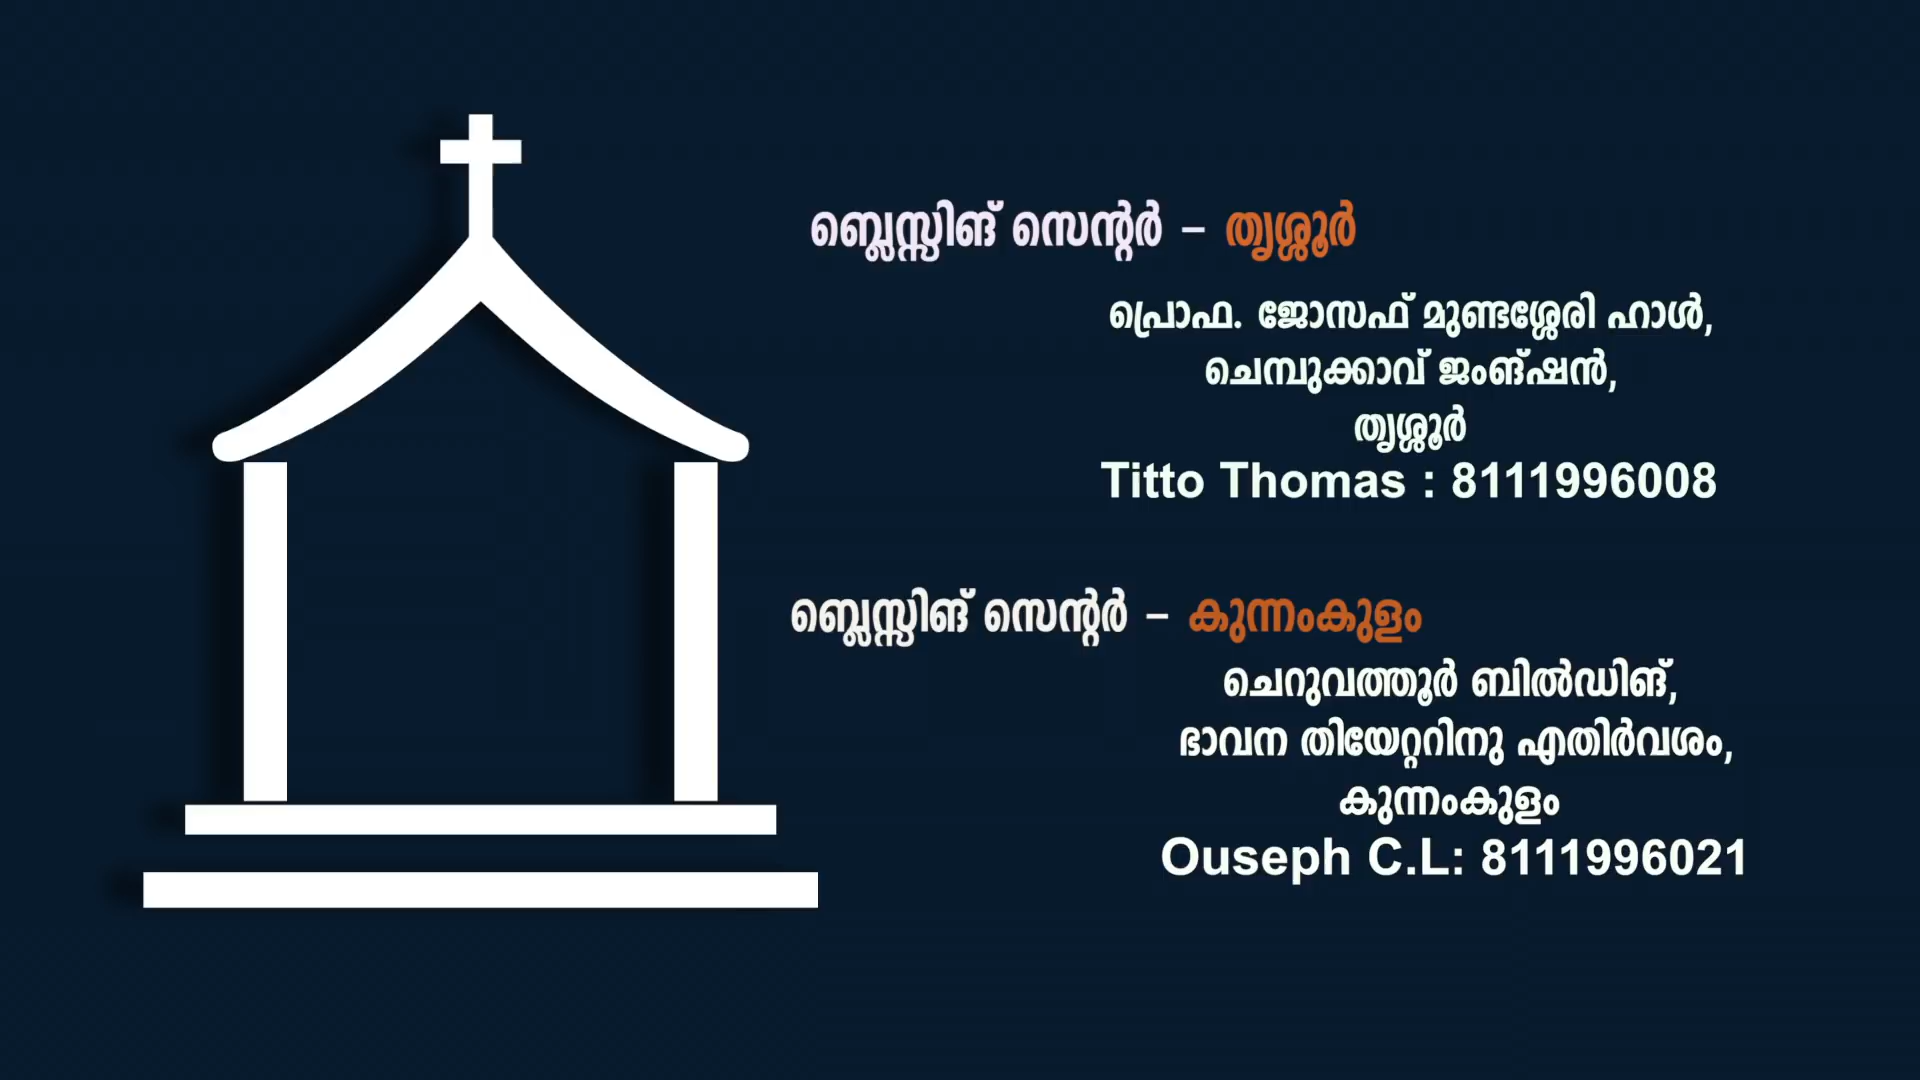 ബ്ലെസ്സിങ് സെന്റർ – തൃശ്ശൂർ
പ്രൊഫ. ജോസഫ് മുണ്ടശ്ശേരി ഹാൾ,
ചെമ്പുക്കാവ് ജംങ്ഷൻ,
തൃശ്ശൂർ
Titto Thomas : 8111996008
ബ്ലെസ്സിങ് സെന്റർ – കുന്നംകുളം
ചെറുവത്തൂർ ബിൽഡിങ്,
ഭാവന തിയേറ്ററിനു എതിർവശം,
കുന്നംകുളം
Ouseph C.L: 8111996021